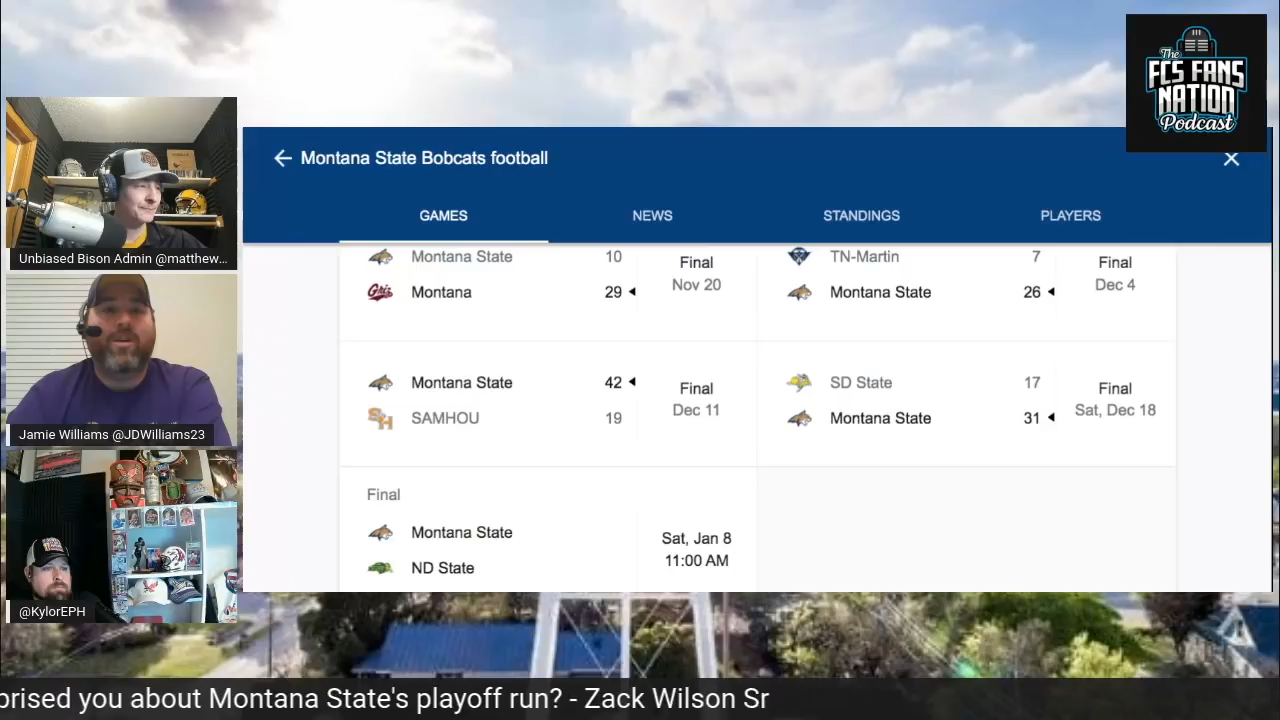 The
FCS FANS
NATION
Podcast
Montana State Bobcats football
GAMES
NEWS
STANDINGS
PLAYERS
Montana State 10
Montana 29
Final
Nov 20
TN-Martin 7
Montana State 26
Final
Dec 4
Montana State 42
SAMHOU 19
Final
Dec 11
SD State 17
Montana State 31
Final
Sat, Dec 18
Final
Montana State
ND State
Sat, Jan 8
11:00 AM
Unbiased Bison Admin @matthew...
Jamie Williams @JDWilliams23
@KylorEPH
prised you about Montana State's playoff run? - Zack Wilson Sr